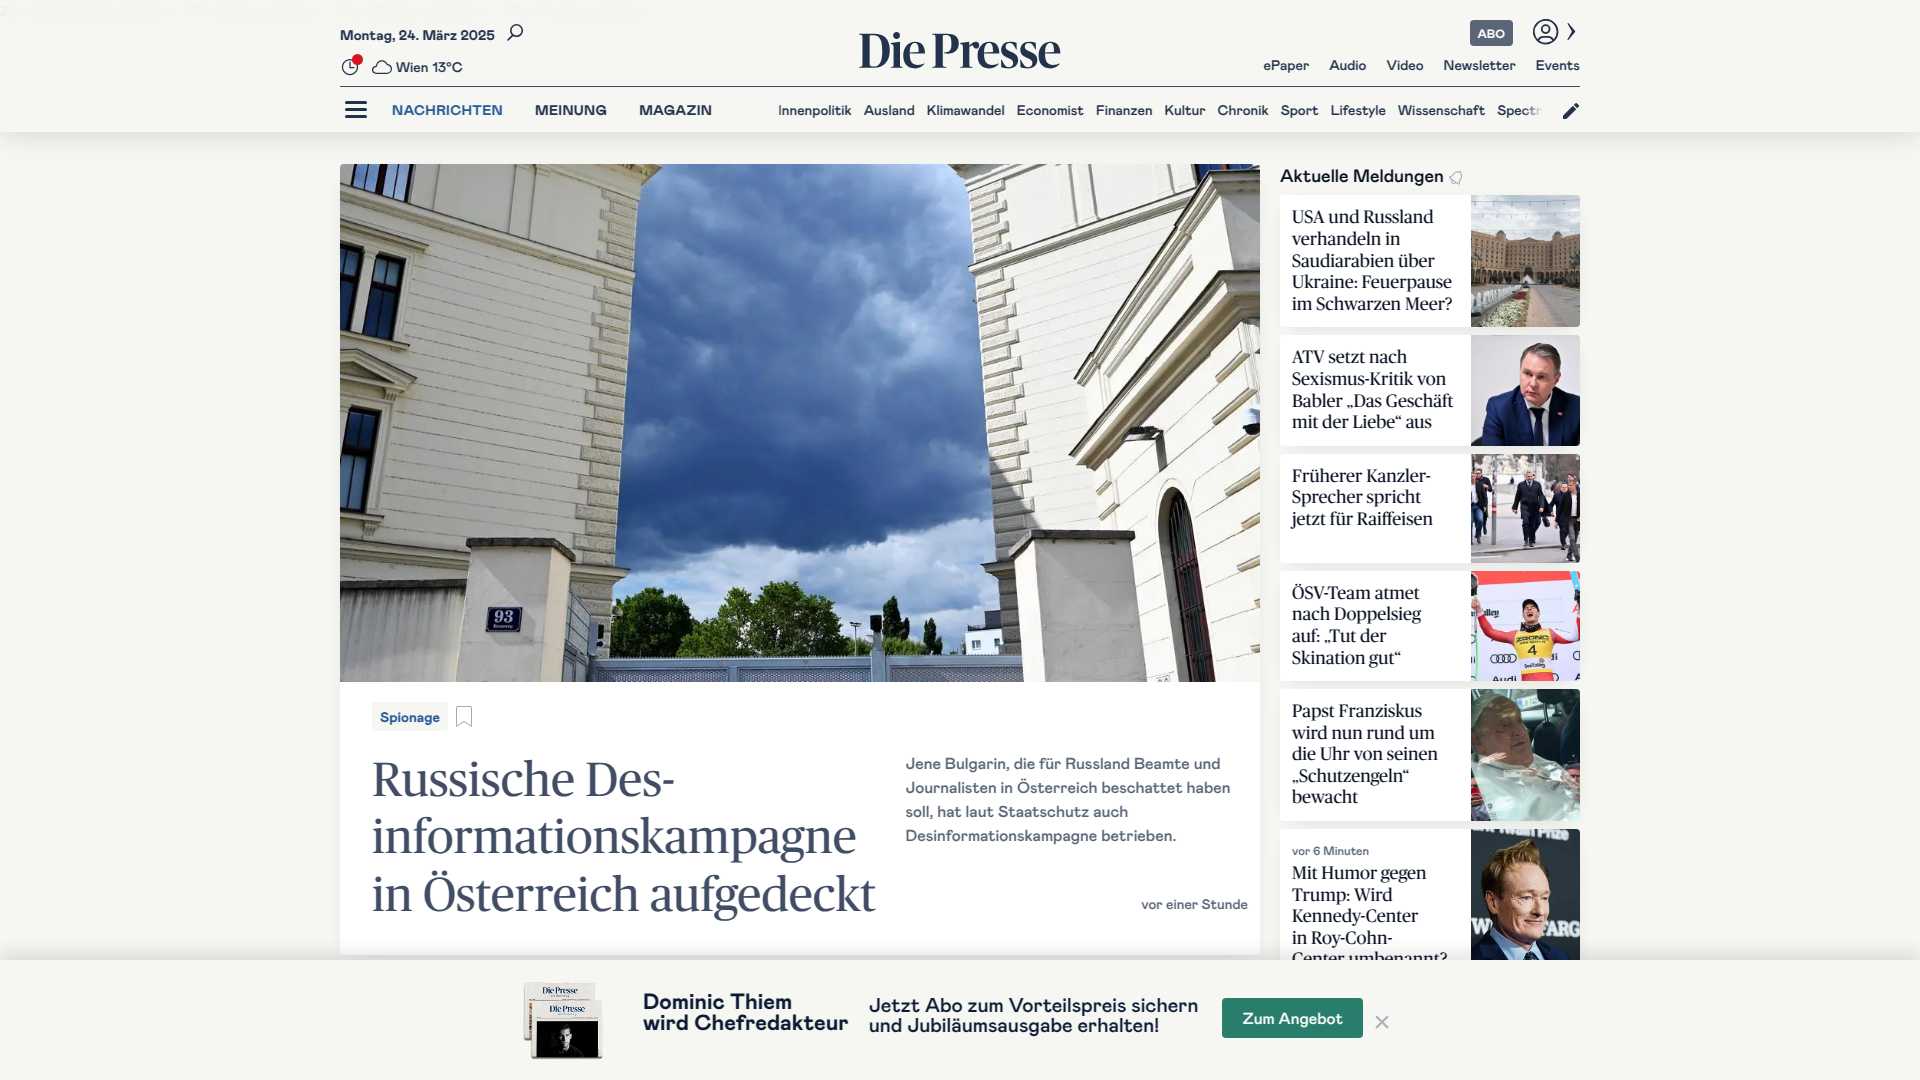 Montag, 24. März 2025
Die Presse
ABO
Wien 13°C
ePaper Audio Video Newsletter Events
NACHRICHTEN MEINUNG MAGAZIN
Innenpolitik Ausland Klimawandel Economist Finanzen Kultur Chronik Sport Lifestyle Wissenschaft Spectr
93
Spionage
Russische Des-
informationskampagne
in Österreich aufgedeckt
Jene Bulgarin, die für Russland Beamte und
Journalisten in Österreich beschattet haben
soll, hat laut Staatschutz auch
Desinformationskampagne betrieben.
vor einer Stunde
Aktuelle Meldungen
USA und Russland
verhandeln in
Saudiarabien über
Ukraine: Feuerpause
im Schwarzen Meer?
ATV setzt nach
Sexismus-Kritik von
Babler „Das Geschäft
mit der Liebe“ aus
Früherer Kanzler-
Sprecher spricht
jetzt für Raiffeisen
ÖSV-Team atmet
nach Doppelsieg
auf: „Tut der
Skination gut“
4
Audi
Papst Franziskus
wird nun rund um
die Uhr von seinen
„Schutzengeln“
bewacht
vor 6 Minuten
Mit Humor gegen
Trump: Wird
Kennedy-Center
in Roy-Cohn-
Center umbenannt?
Die Presse
Die Presse
Dominic Thiem
wird Chefredakteur
Jetzt Abo zum Vorteilspreis sichern
und Jubiläumsausgabe erhalten!
Zum Angebot